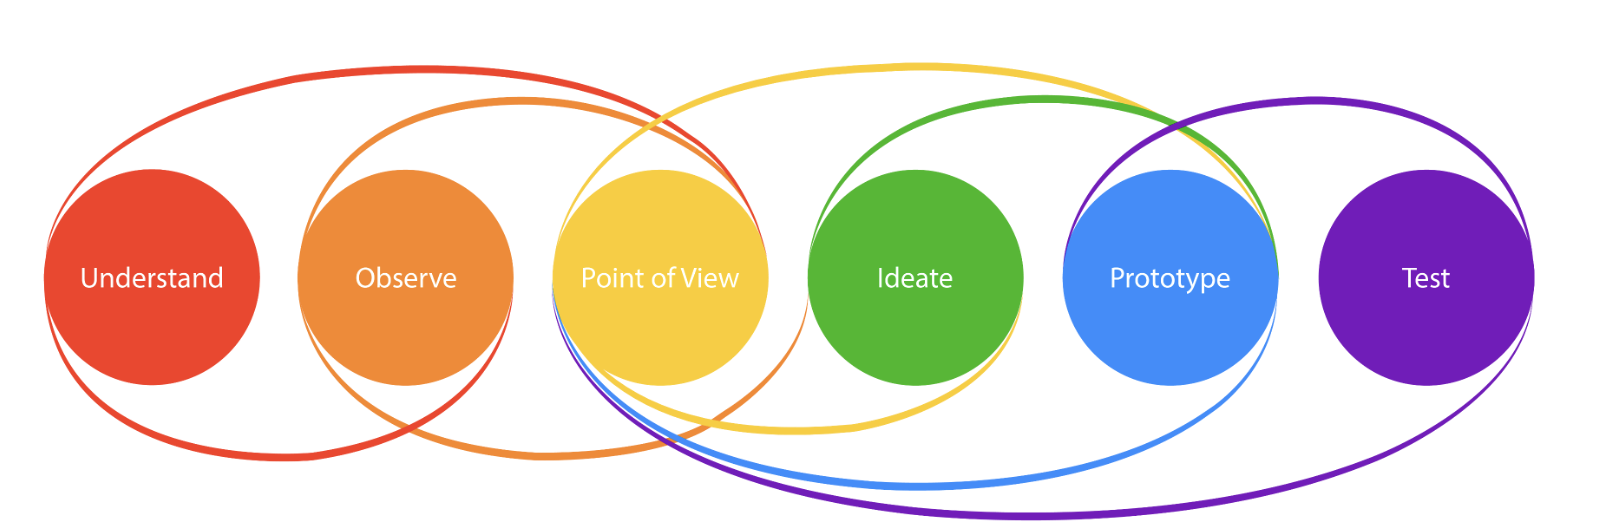 Understand
Observe
Point of View
Ideate
Prototype
Test